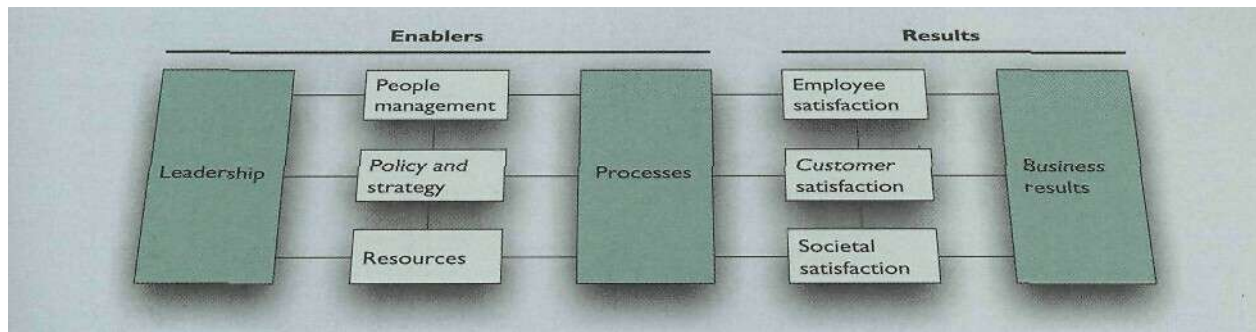 Enablers
Results
Leadership
People
management
Policy and
strategy
Resources
Processes
Employee
satisfaction
Customer
satisfaction
Societal
satisfaction
Business
results